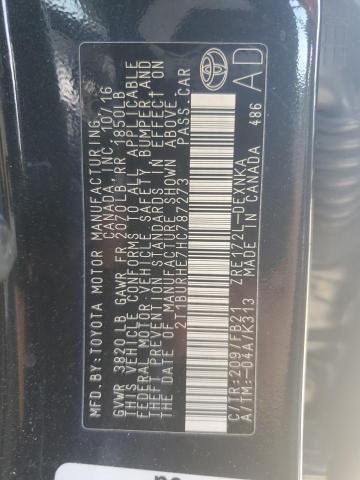 MFD.BY:TOYOTA MOTOR MANUFACTURING
CANADA, INC. 10/16
GVWR 3820LB GAWR FR 2070LB RR 1850LB
THIS VEHICLE CONFORMS TO ALL APPLICABLE
FEDERAL MOTOR VEHICLE SAFETY, BUMPER, AND
THEFT PREVENTION STANDARDS IN EFFECT ON
THE DATE OF MANUFACTURE SHOWN ABOVE.
2T1BURHE7HC787273 PASS.CAR
C/TR:209/FB21 ZRE172L-DEXNKA
A/TM:-04A/K313 MADE IN CANADA 486
AD